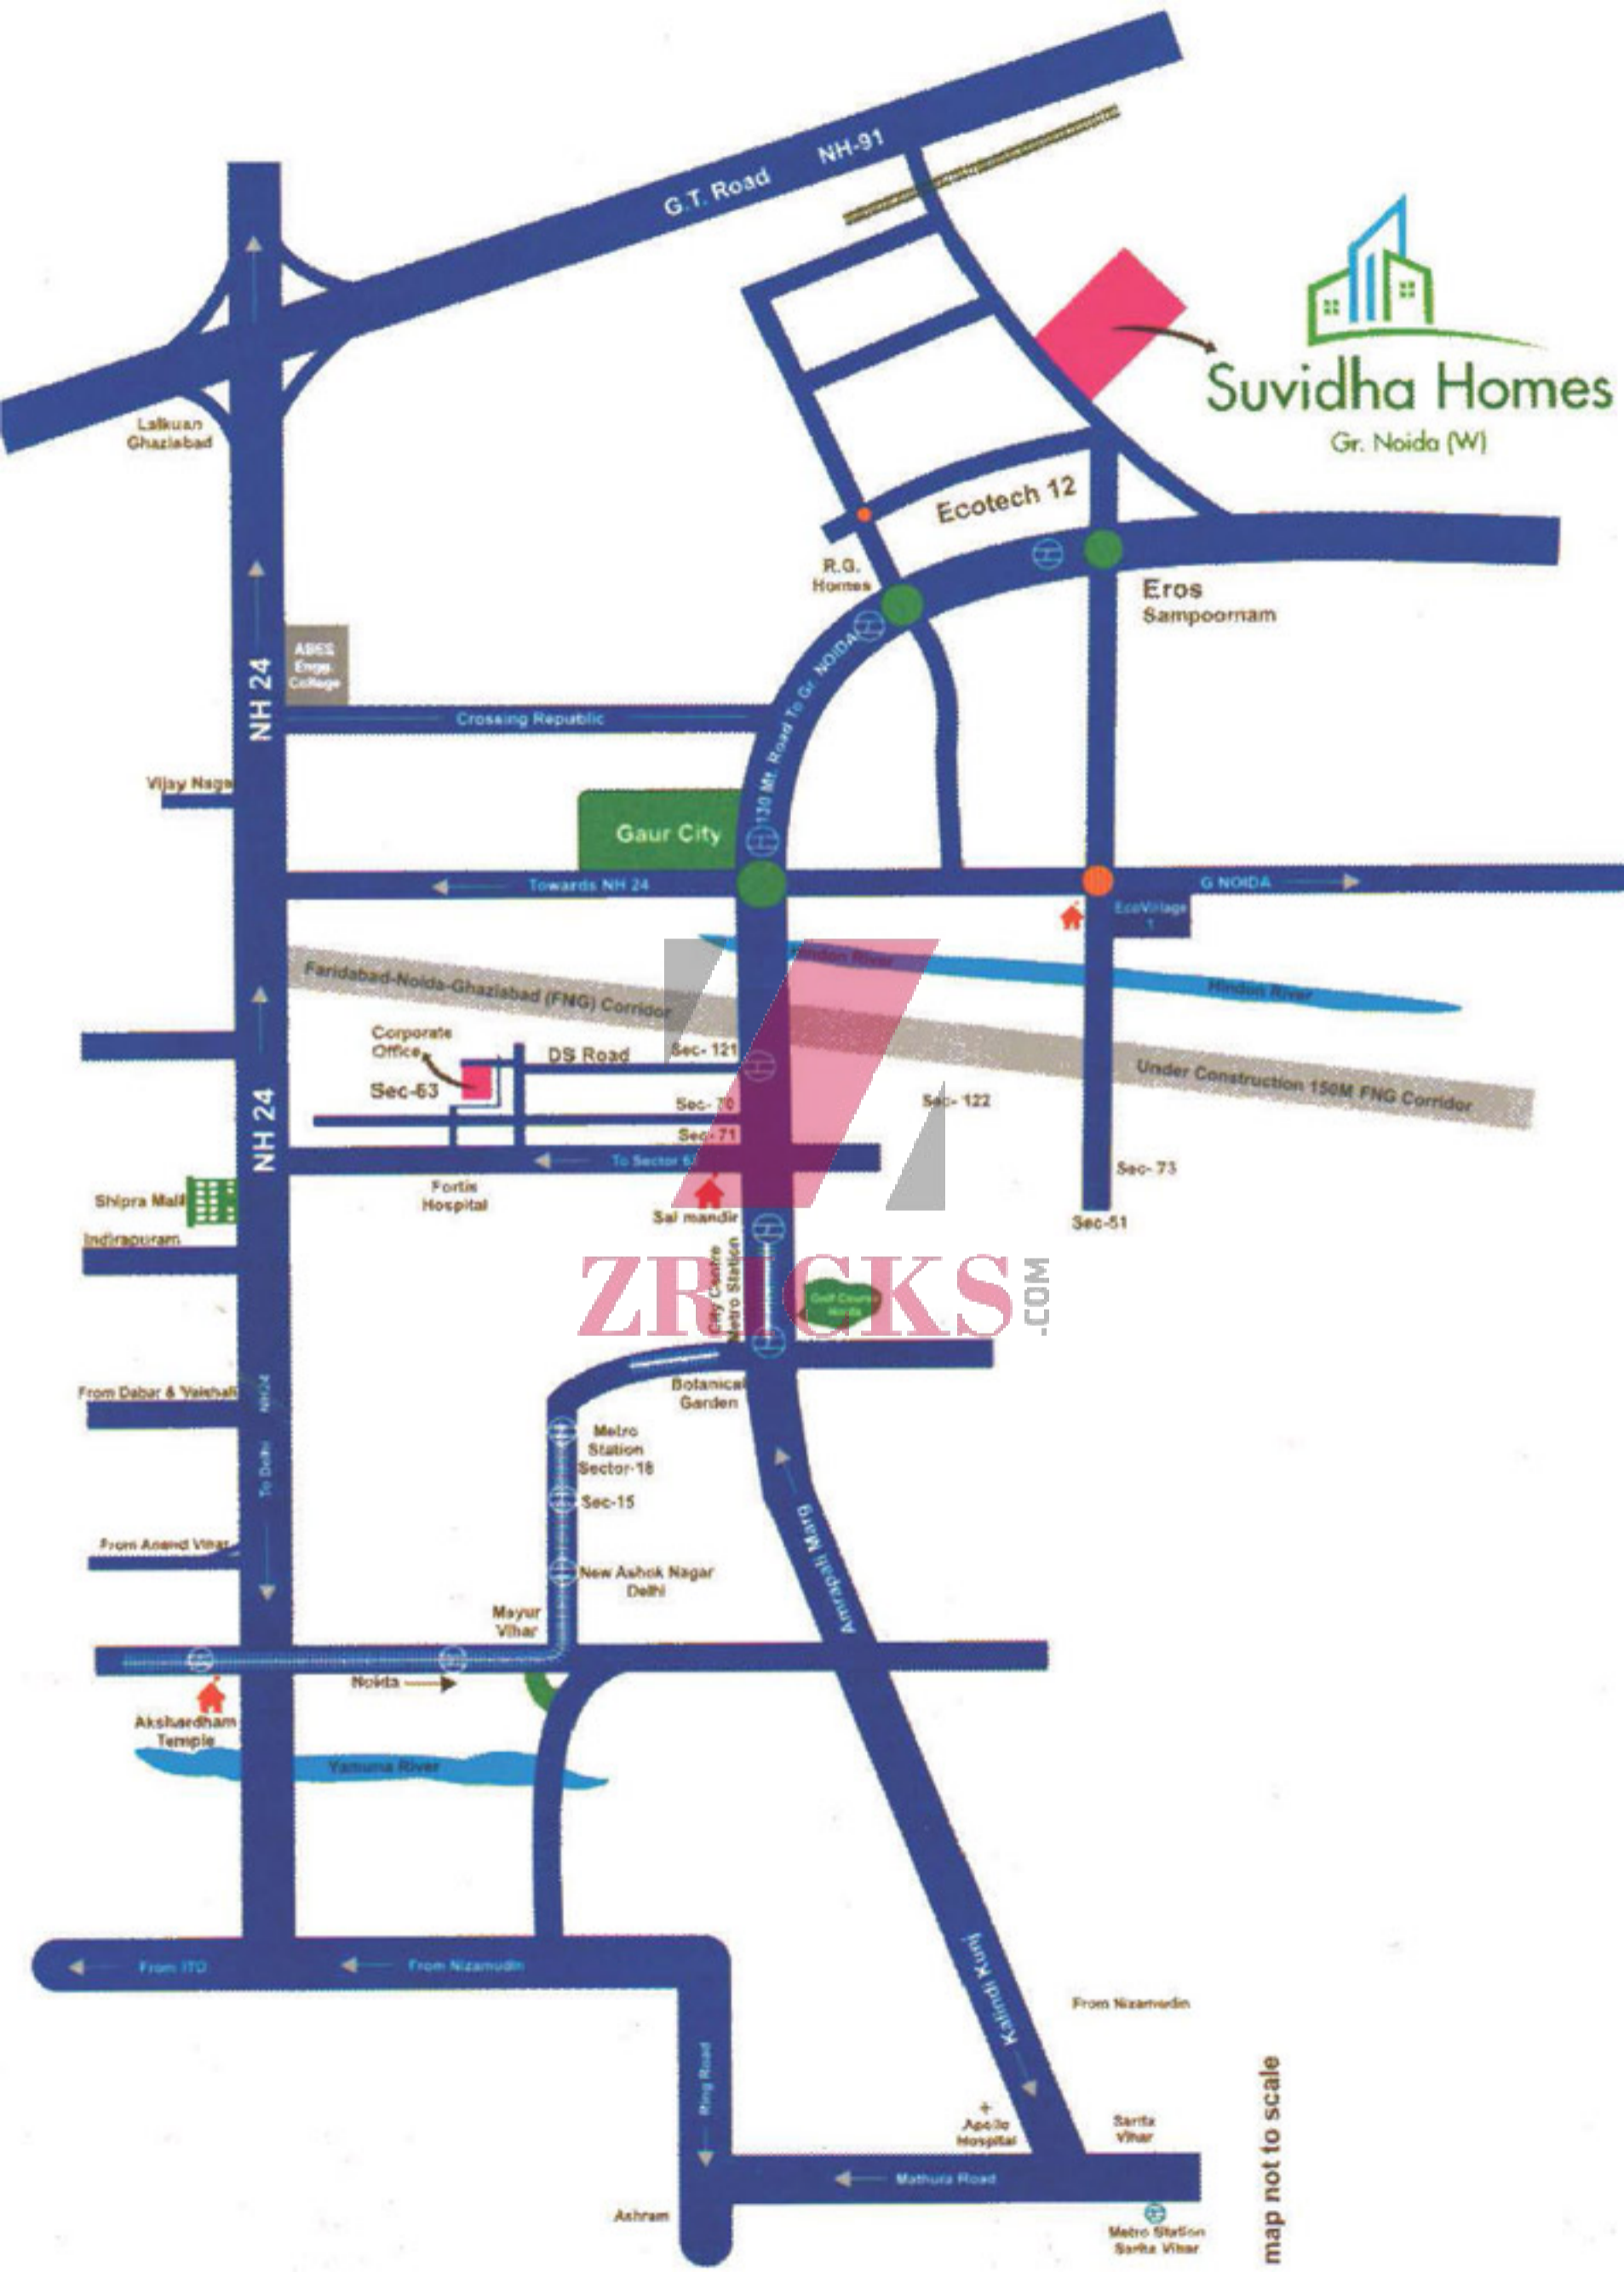 NH-91
G.T. Road
Suvidha Homes
Gr. Noida (W)
Lalkuan
Ghaziabad
Ecotech 12
R.G.
Homes
Eros
Sampoornam
ABES
Engg.
College
NH 24
Crossing Republic
130 Mt. Road To Gr. NOIDA
Vijay Naga
Gaur City
Towards NH 24
G NOIDA
EcoVillage
1
Hindon River
Hindon River
Faridabad-Noida-Ghaziabad (FNG) Corridor
Under Construction 150M FNG Corridor
Corporate
Office
DS Road
Sec- 121
Sec-63
Sec- 70
Sec- 122
Sec-71
NH 24
To Sector 6
Sec- 73
Fortis
Hospital
Shipra Mall
Sai mandir
Sec-51
Indirapuram
City Centre
Metro Station
ZRICKS
.COM
Golf Course
Noida
Botanical
Garden
From Dabar & Vaishali
To Delhi NH24
Metro
Station
Sector-18
Sec-15
Amrapali Marg
From Anand Vihar
New Ashok Nagar
Delhi
Mayur
Vihar
Noida
Akshardham
Temple
Yamuna River
From ITO
From Nizamudin
Kalindi Kunj
From Nizamudin
Ring Road
map not to scale
Apollo
Hospital
Sarita
Vihar
Mathura Road
Ashram
Metro Station
Sarita Vihar